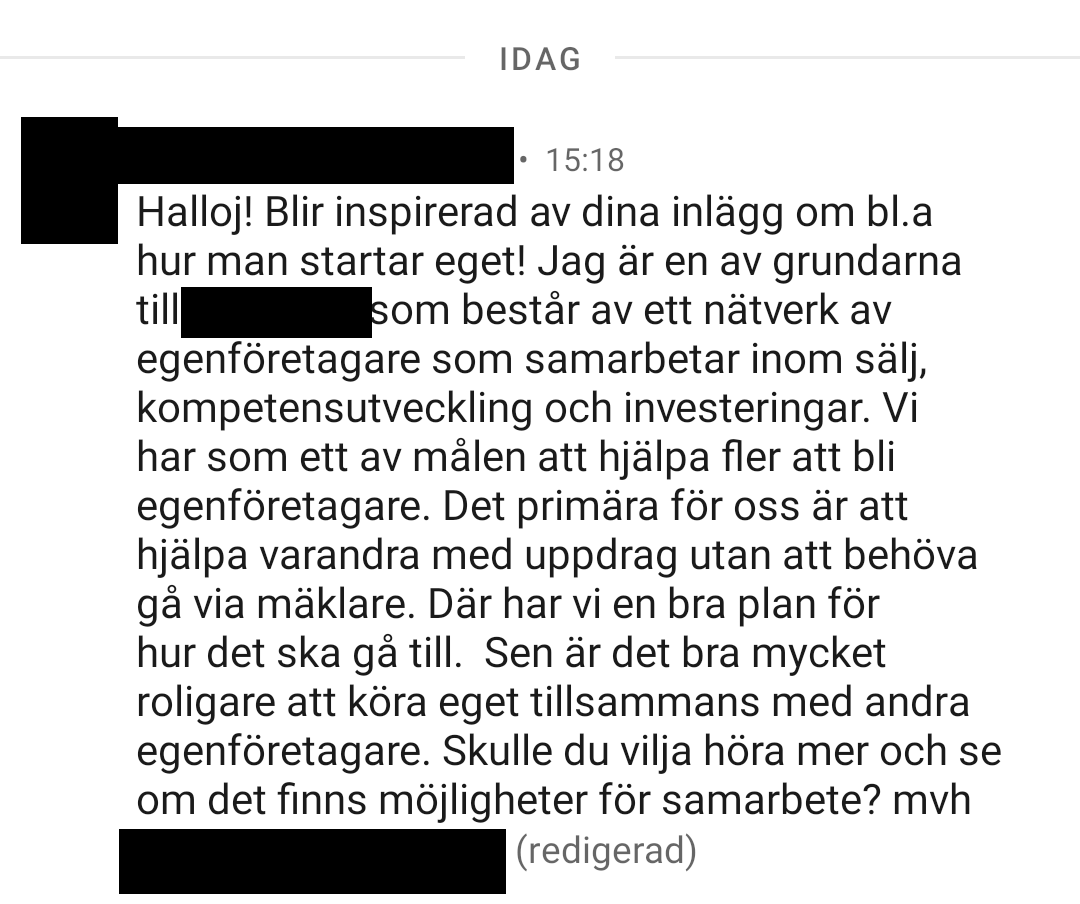 IDAG
• 15:18
Halloj! Blir inspirerad av dina inlägg om bl.a
hur man startar eget! Jag är en av grundarna
till som består av ett nätverk av
egenföretagare som samarbetar inom sälj,
kompetensutveckling och investeringar. Vi
har som ett av målen att hjälpa fler att bli
egenföretagare. Det primära för oss är att
hjälpa varandra med uppdrag utan att behöva
gå via mäklare. Där har vi en bra plan för
hur det ska gå till.  Sen är det bra mycket
roligare att köra eget tillsammans med andra
egenföretagare. Skulle du vilja höra mer och se
om det finns möjligheter för samarbete? mvh
(redigerad)